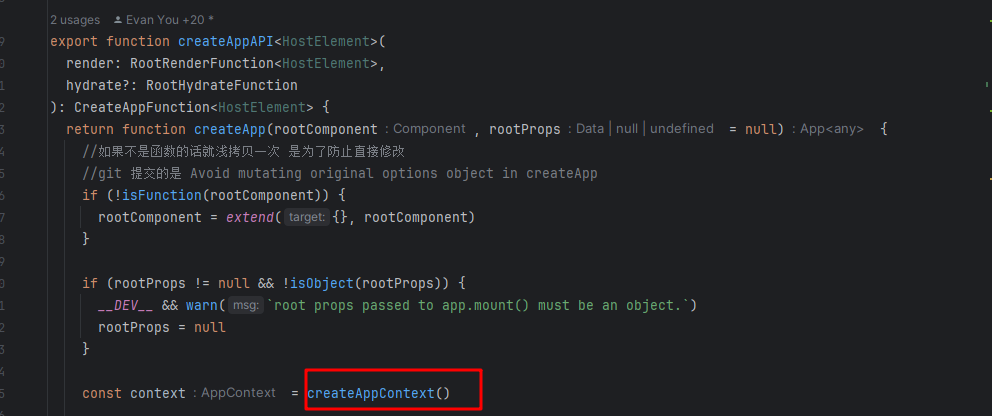 2 usages Evan You +20 *
export function createAppAPI<HostElement>(
render: RootRenderFunction<HostElement>,
hydrate?: RootHydrateFunction
): CreateAppFunction<HostElement> {
return function createApp(rootComponent : Component , rootProps : Data | null | undefined = null) : App<any> {
//如果不是函数的话就浅拷贝一次 是为了防止直接修改
//git 提交的是 Avoid mutating original options object in createApp
if (!isFunction(rootComponent)) {
rootComponent = extend( target: {}, rootComponent)
}
if (rootProps != null && !isObject(rootProps)) {
__DEV__ && warn( msg: `root props passed to app.mount() must be an object.`)
rootProps = null
}
const context : AppContext = createAppContext()